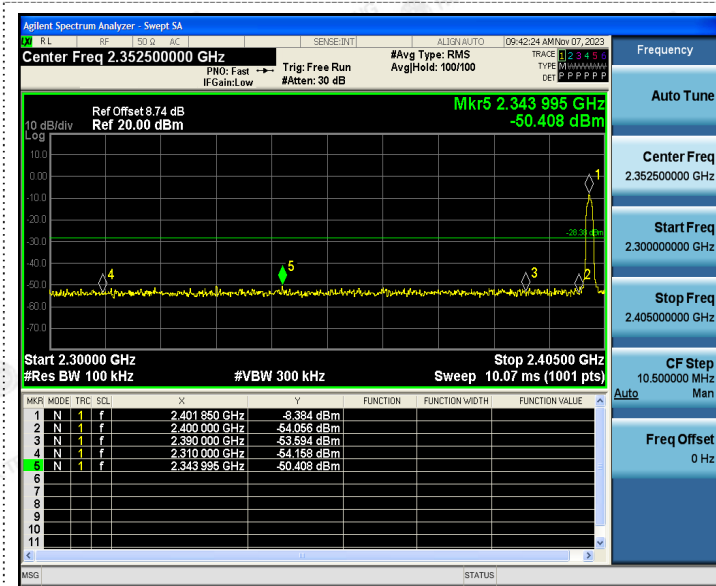 Agilent Spectrum Analyzer - Swept SA
LXI RL RF 50 Ω AC SENSE:INT ALIGN AUTO 09:42:24 AM Nov 07, 2023
Center Freq 2.352500000 GHz
PNO: Fast
IFGain:Low
Trig: Free Run
#Atten: 30 dB
#Avg Type: RMS
Avg|Hold: 100/100
TRACE 1 2 3 4 5 6
TYPE M
DET P P P P P P
Ref Offset 8.74 dB
Ref 20.00 dBm
10 dB/div
Log
Mkr5 2.343 995 GHz
-50.408 dBm
10.0
0.00
-10.0
-20.0
-30.0
-40.0
-50.0
-60.0
-70.0
1
-28.38 dBm
5
4
3
2
Start 2.30000 GHz
#Res BW 100 kHz
#VBW 300 kHz
Stop 2.40500 GHz
Sweep 10.07 ms (1001 pts)
MKR MODE TRC SCL X Y FUNCTION FUNCTION WIDTH FUNCTION VALUE
1 N 1 f 2.401 850 GHz -8.384 dBm
2 N 1 f 2.400 000 GHz -54.056 dBm
3 N 1 f 2.390 000 GHz -53.594 dBm
4 N 1 f 2.310 000 GHz -54.158 dBm
5 N 1 f 2.343 995 GHz -50.408 dBm
6
7
8
9
10
11
MSG
STATUS
Frequency
Auto Tune
Center Freq
2.352500000 GHz
Start Freq
2.300000000 GHz
Stop Freq
2.405000000 GHz
CF Step
10.500000 MHz
Auto Man
Freq Offset
0 Hz